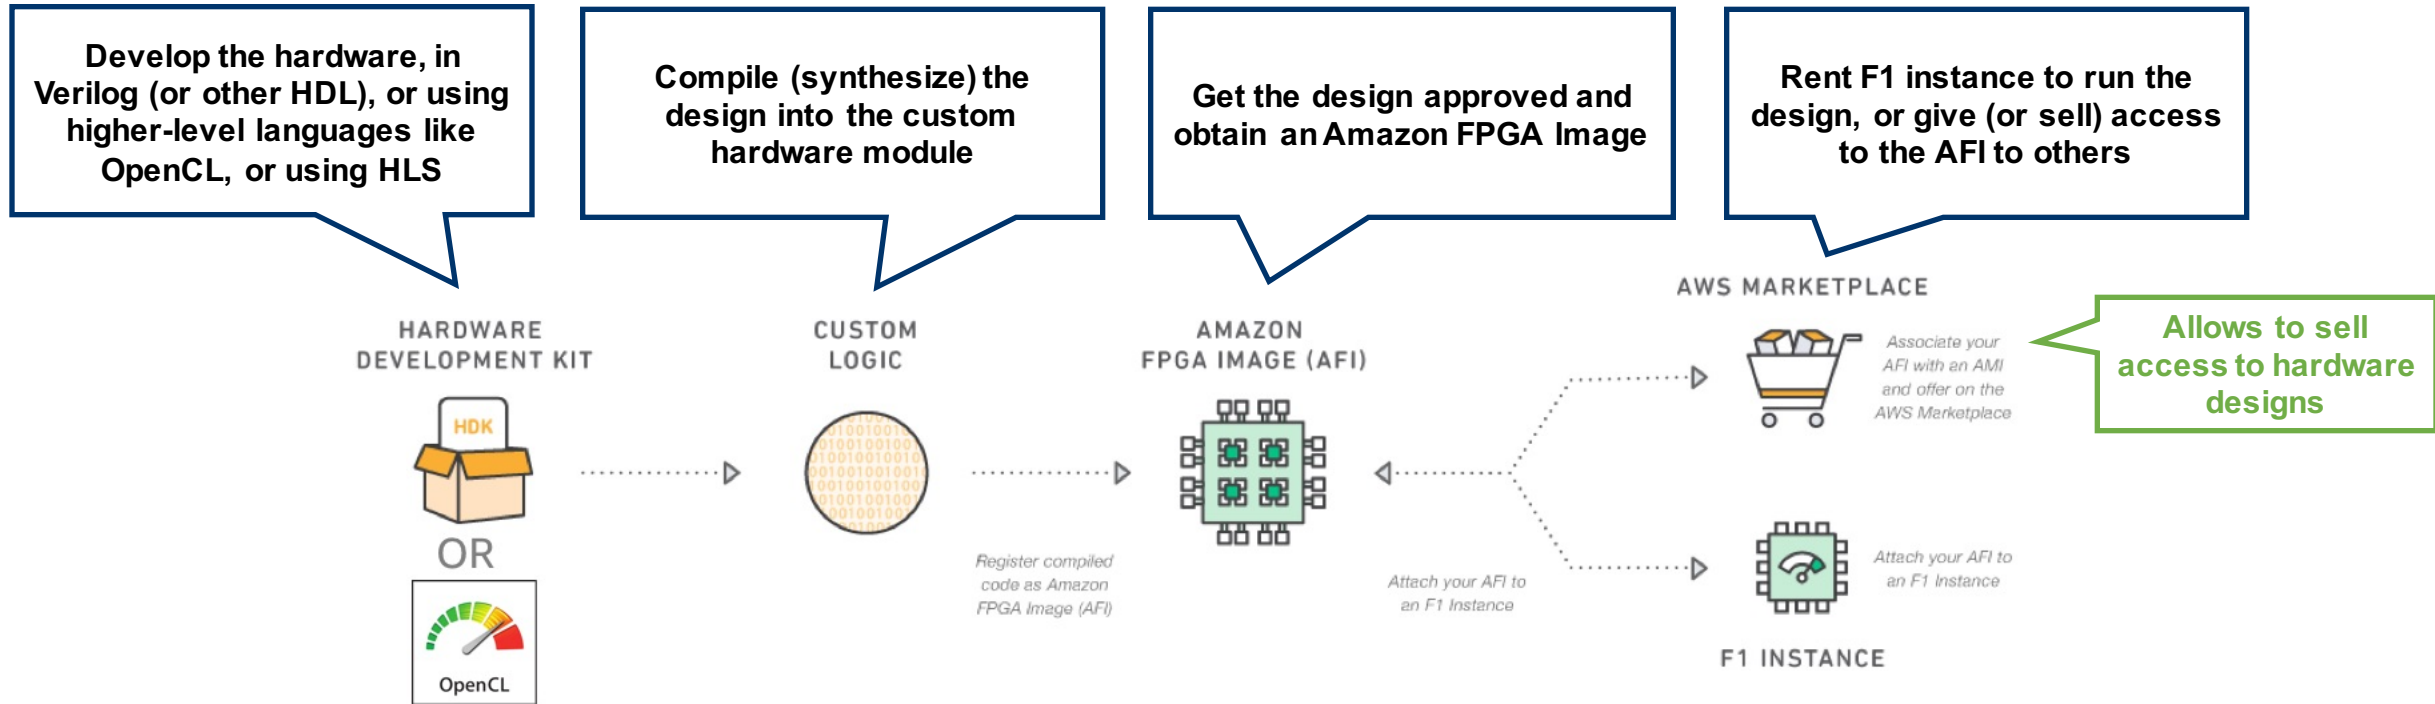 Develop the hardware, in
Verilog (or other HDL), or using
higher-level languages like
OpenCL, or using HLS
Compile (synthesize) the
design into the custom
hardware module
Get the design approved and
obtain an Amazon FPGA Image
Rent F1 instance to run the
design, or give (or sell) access
to the AFI to others
HARDWARE
DEVELOPMENT KIT
HDK
OR
OpenCL
CUSTOM
LOGIC
Register compiled
code as Amazon
FPGA Image (AFI)
AMAZON
FPGA IMAGE (AFI)
Attach your AFI to
an F1 Instance
AWS MARKETPLACE
Associate your
AFI with an AMI
and offer on the
AWS Marketplace
Allows to sell
access to hardware
designs
Attach your AFI to
an F1 Instance
F1 INSTANCE